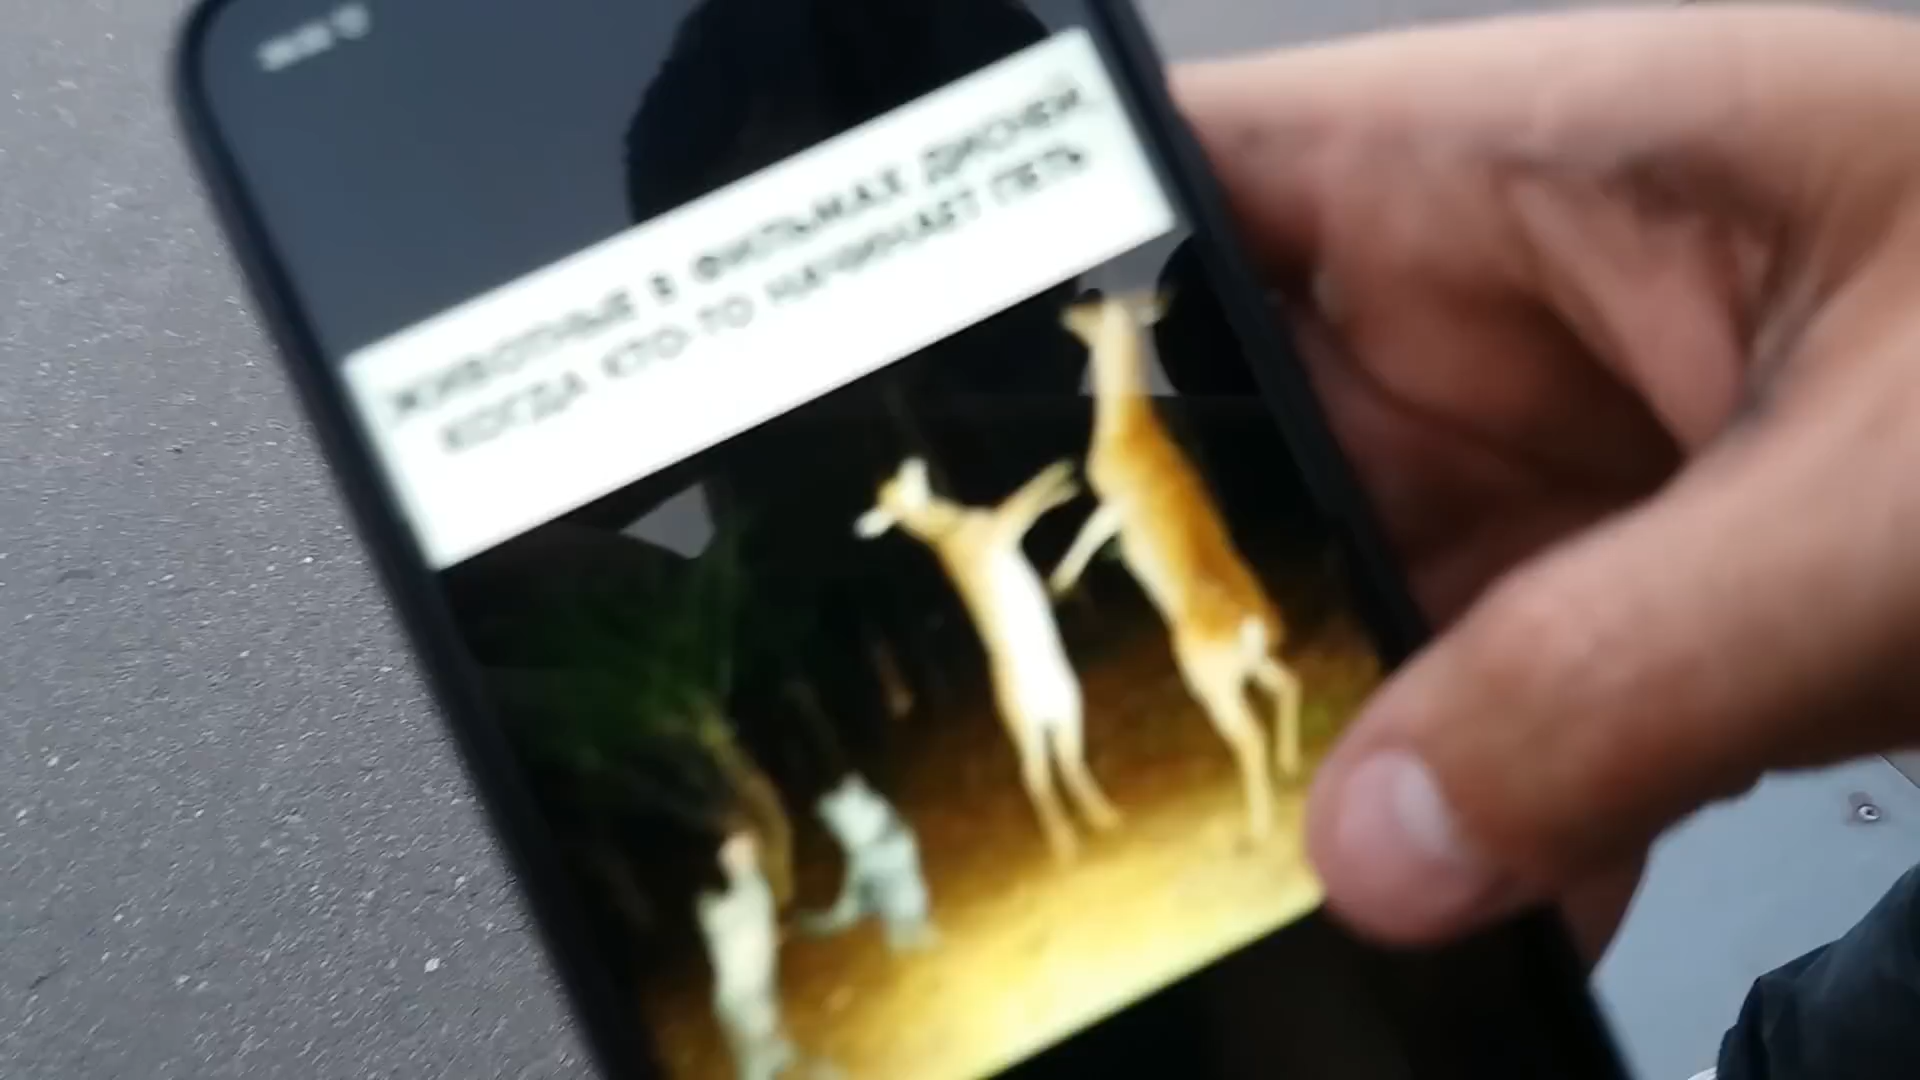 ЖИВОТНЫЕ В ФИЛЬМАХ ДИСНЕЙ,
КОГДА КТО-ТО НАЧИНАЕТ ПЕТЬ